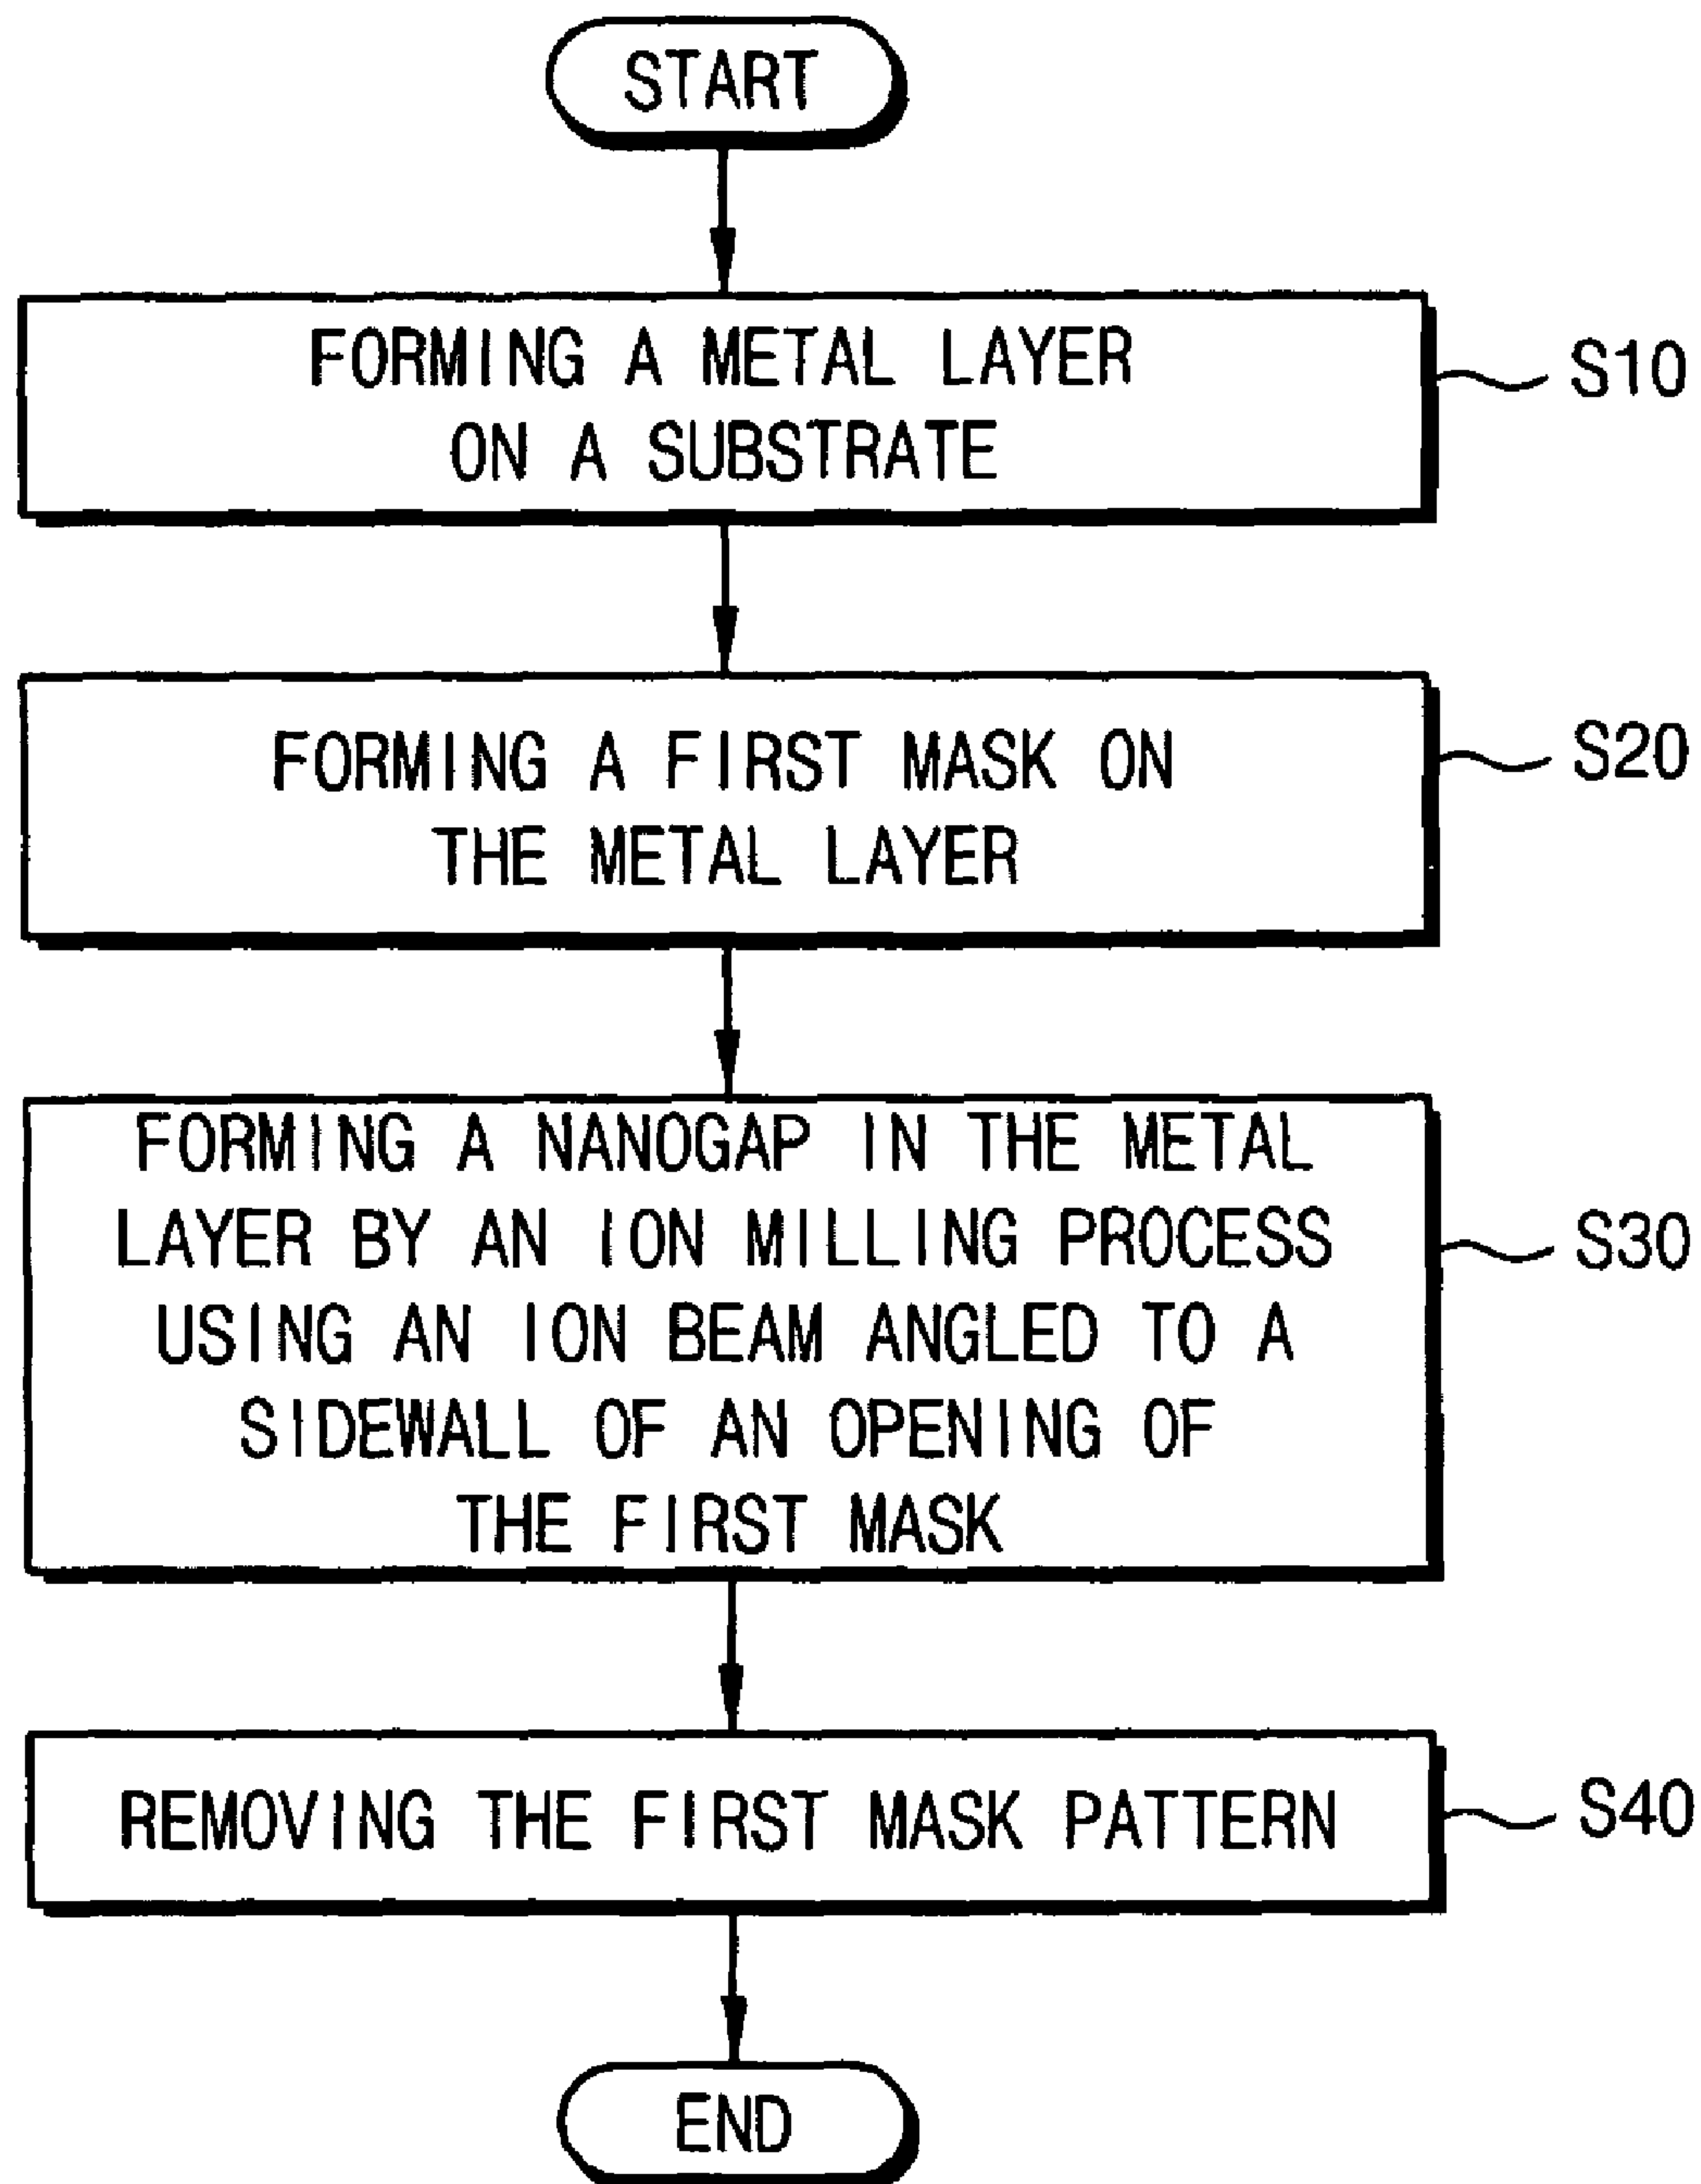 START
FORMING A METAL LAYER
ON A SUBSTRATE
S10
FORMING A FIRST MASK ON
THE METAL LAYER
S20
FORMING A NANOGAP IN THE METAL
LAYER BY AN ION MILLING PROCESS
USING AN ION BEAM ANGLED TO A
SIDEWALL OF AN OPENING OF
THE FIRST MASK
S30
REMOVING THE FIRST MASK PATTERN
S40
END